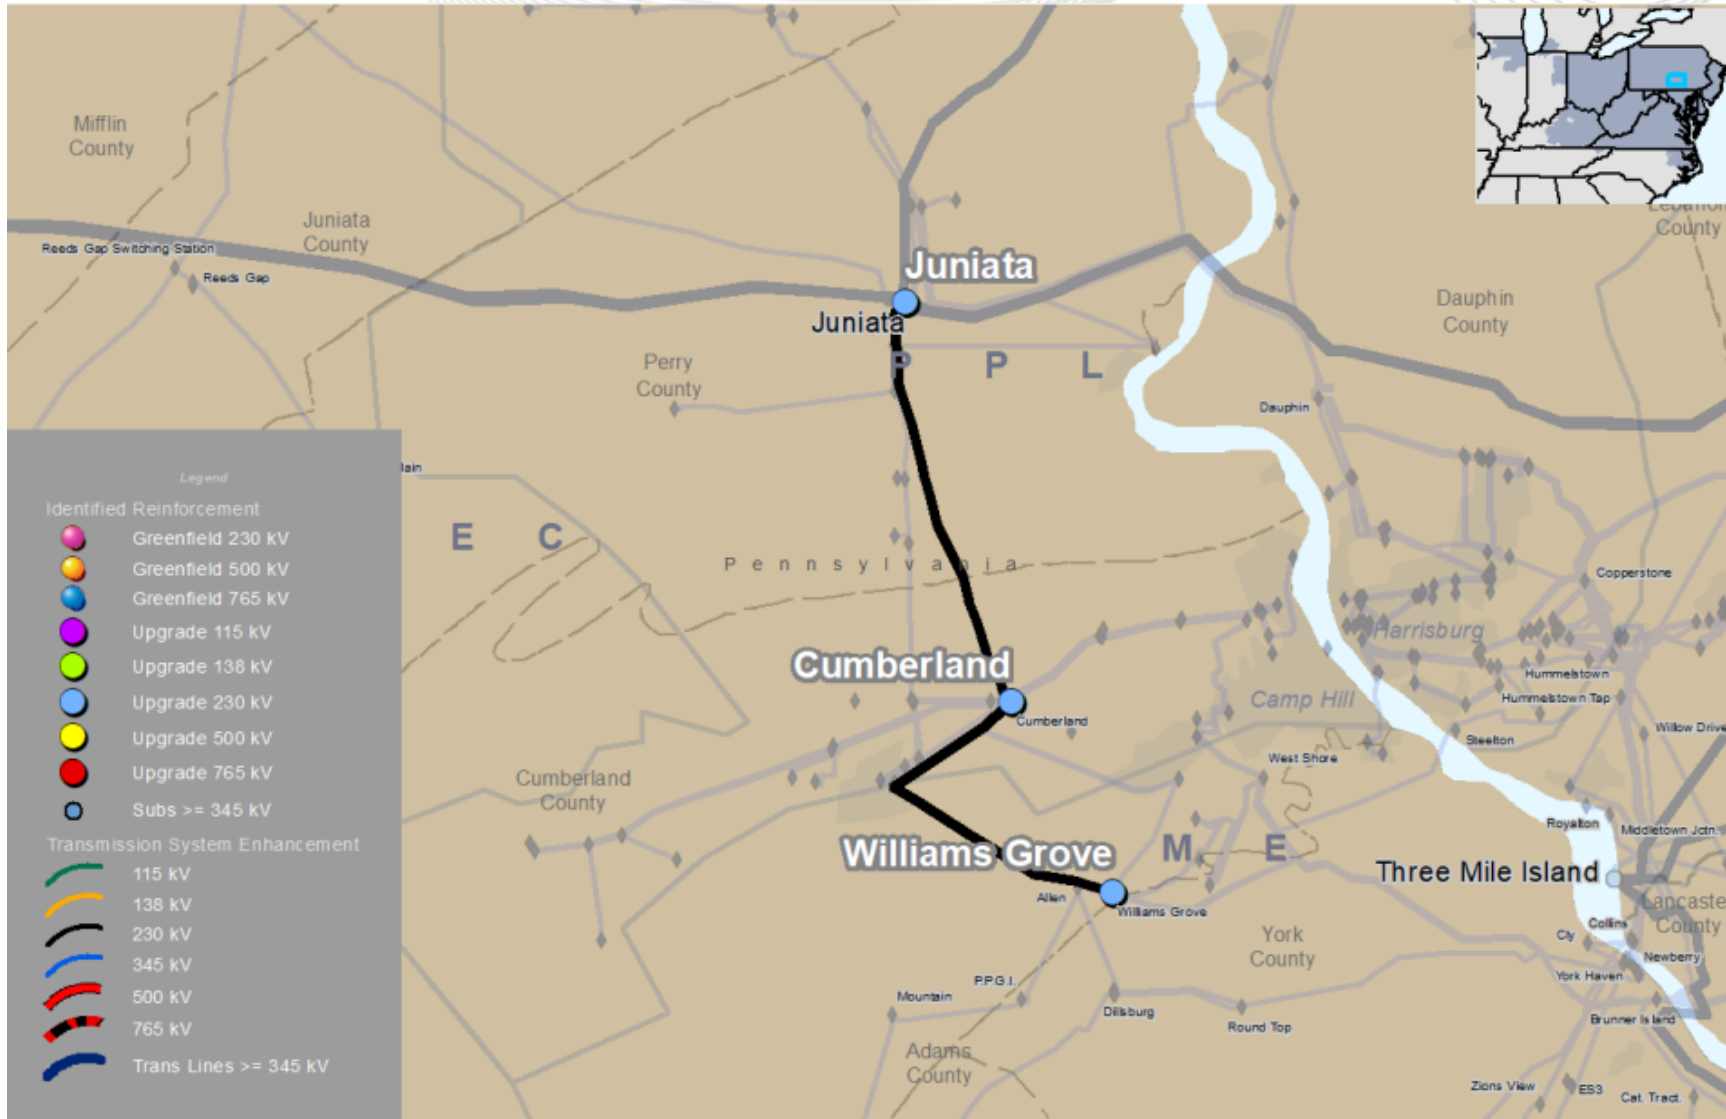 Mifflin
County
Juniata
County
Reeds Gap Switching Station
Reeds Gap
Juniata
Juniata
Lebanon
County
Dauphin
County
Perry
County
P P L
Dauphin
lain
E C
Pennsylvania
Copperstone
Harrisburg
Cumberland
Cumberland
Hummelstown
Hummelstown Tap
Camp Hill
Willow Drive
Steelton
West Shore
Cumberland
County
Royalton
Middletown Jctn.
Williams Grove
M E
Three Mile Island
Allen
Williams Grove
Lancaste
County
Collins
Cly
York
County
Newberry
York Haven
P.P.G.I.
Mountain
Dillsburg
Round Top
Brunner Island
Adams
County
Zions View
ES3
Cat. Tract.
Legend
Identified Reinforcement
Greenfield 230 kV
Greenfield 500 kV
Greenfield 765 kV
Upgrade 115 kV
Upgrade 138 kV
Upgrade 230 kV
Upgrade 500 kV
Upgrade 765 kV
Subs >= 345 kV
Transmission System Enhancement
115 kV
138 kV
230 kV
345 kV
500 kV
765 kV
Trans Lines >= 345 kV